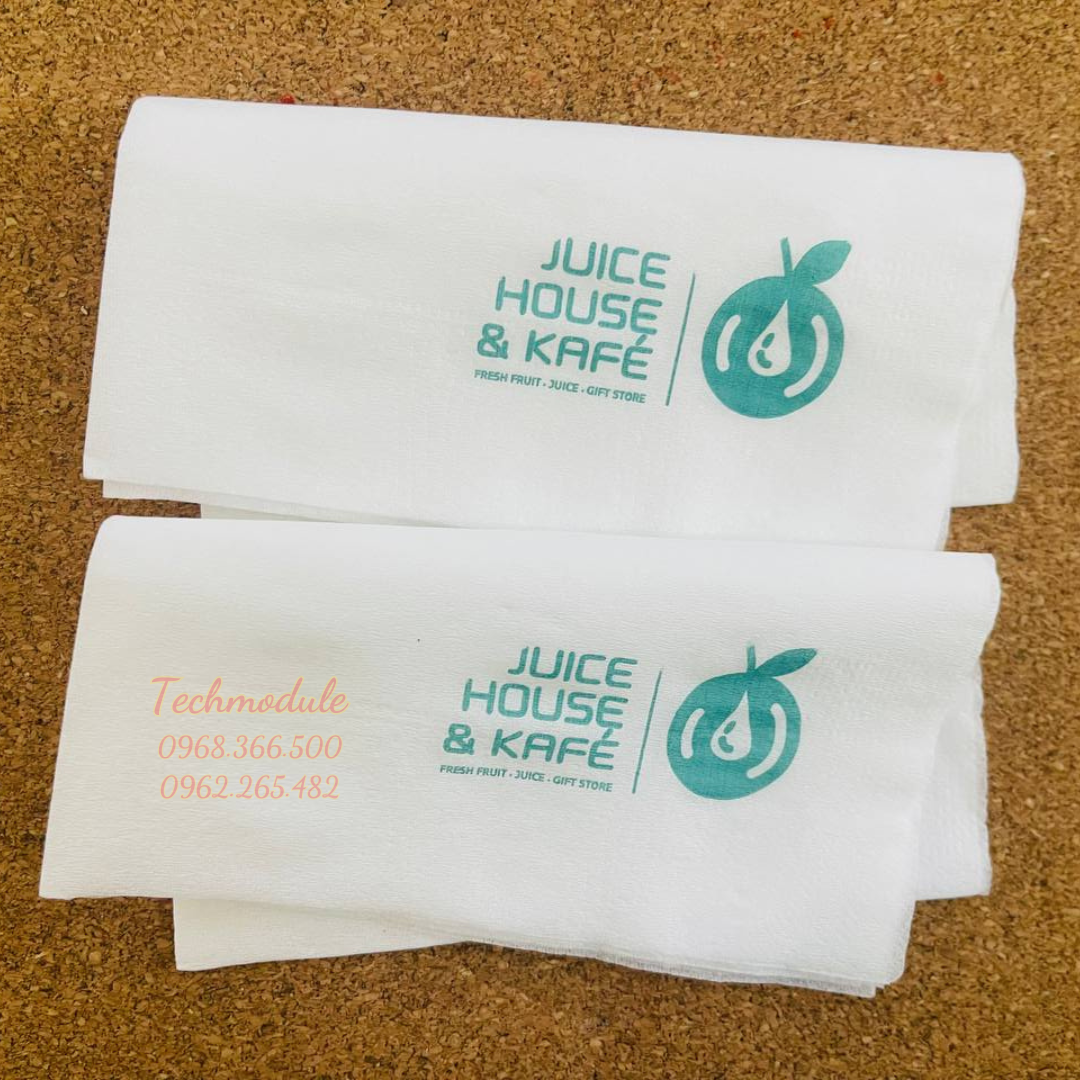 JUICE
HOUSE
& KAFÉ
FRESH FRUIT • JUICE • GIFT STORE
JUICE
HOUSE
& KAFÉ
FRESH FRUIT • JUICE • GIFT STORE
Techmodule
0968.366.500
0962.265.482